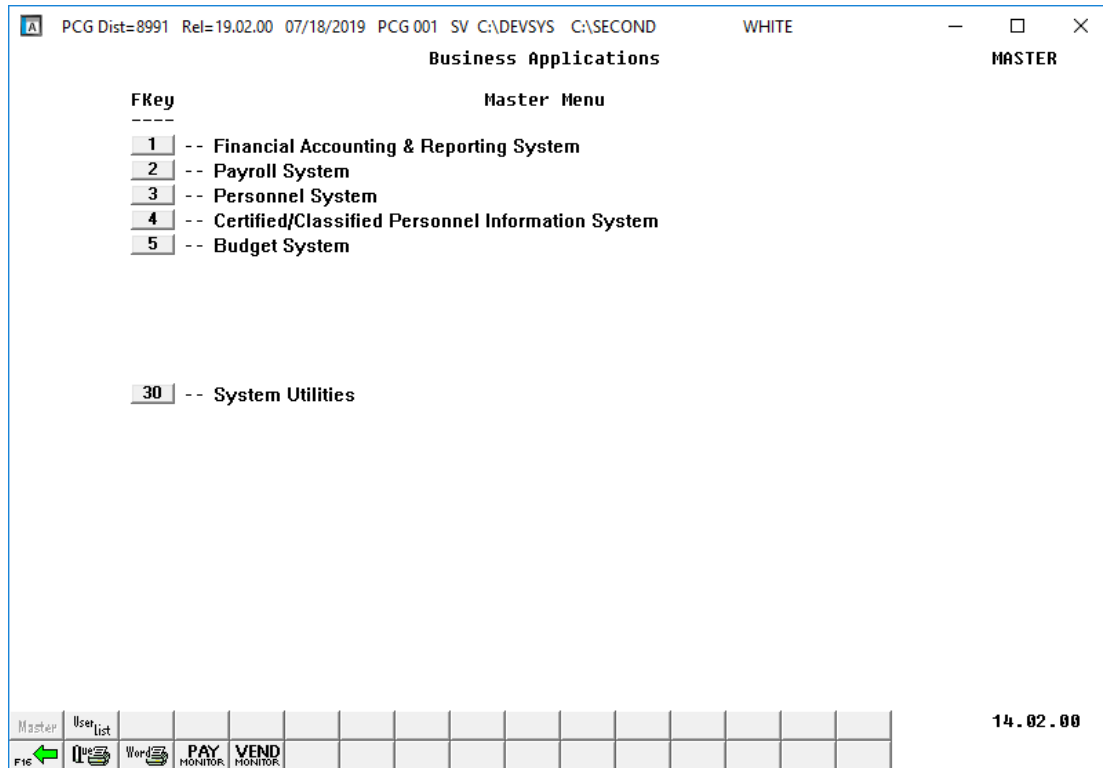 A PCG Dist=8991 Rel=19.02.00 07/18/2019 PCG 001 SV C:\DEVSYS C:\SECOND WHITE
Business Applications MASTER
FKey Master Menu
----
1 -- Financial Accounting & Reporting System
2 -- Payroll System
3 -- Personnel System
4 -- Certified/Classified Personnel Information System
5 -- Budget System
30 -- System Utilities
Master User List 14.02.00
F16 Que Word PAY MONITOR VEND MONITOR